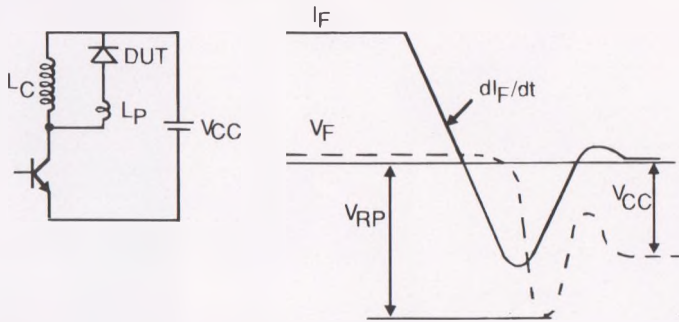 I_F
DUT
L_C
L_P
V_CC
dI_F/dt
V_F
V_RP
V_CC